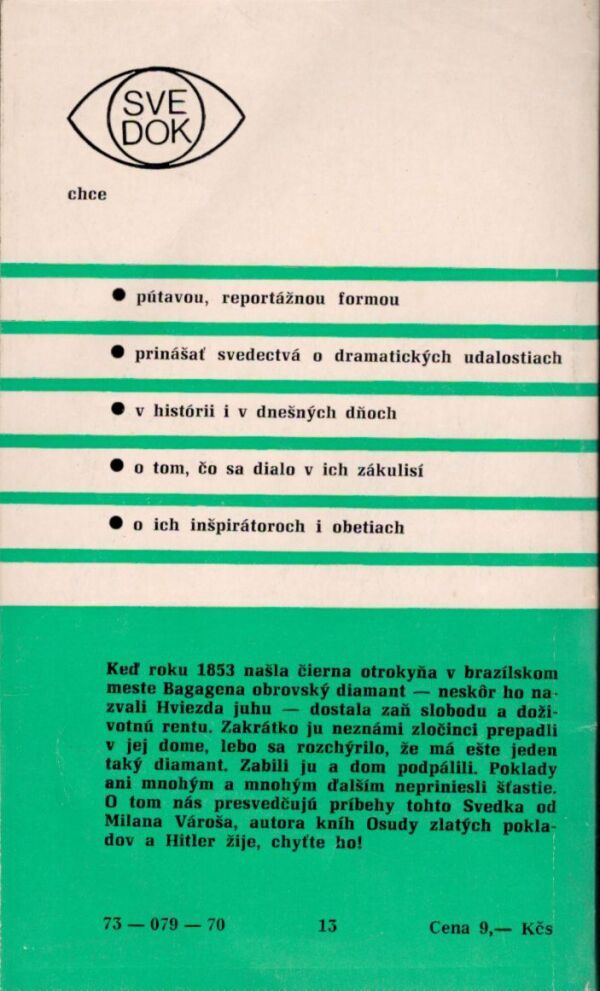 SVE
DOK
chce
● pútavou, reportážnou formou
● prinášať svedectvá o dramatických udalostiach
● v histórii i v dnešných dňoch
● o tom, čo sa dialo v ich zákulisí
● o ich inšpirátoroch i obetiach
Keď roku 1853 našla čierna otrokyňa v brazílskom
meste Bagagena obrovský diamant — neskôr ho na-
zvali Hviezda juhu — dostala zaň slobodu a doži-
votnú rentu. Zakrátko ju neznámi zločinci prepadli
v jej dome, lebo sa rozchýrilo, že má ešte jeden
taký diamant. Zabili ju a dom podpálili. Poklady
ani mnohým a mnohým ďalším nepriniesli šťastie.
O tom nás presvedčujú príbehy tohto Svedka od
Milana Vároša, autora kníh Osudy zlatých pokla-
dov a Hitler žije, chyťte ho!
73 — 079 — 70 13 Cena 9,— Kčs